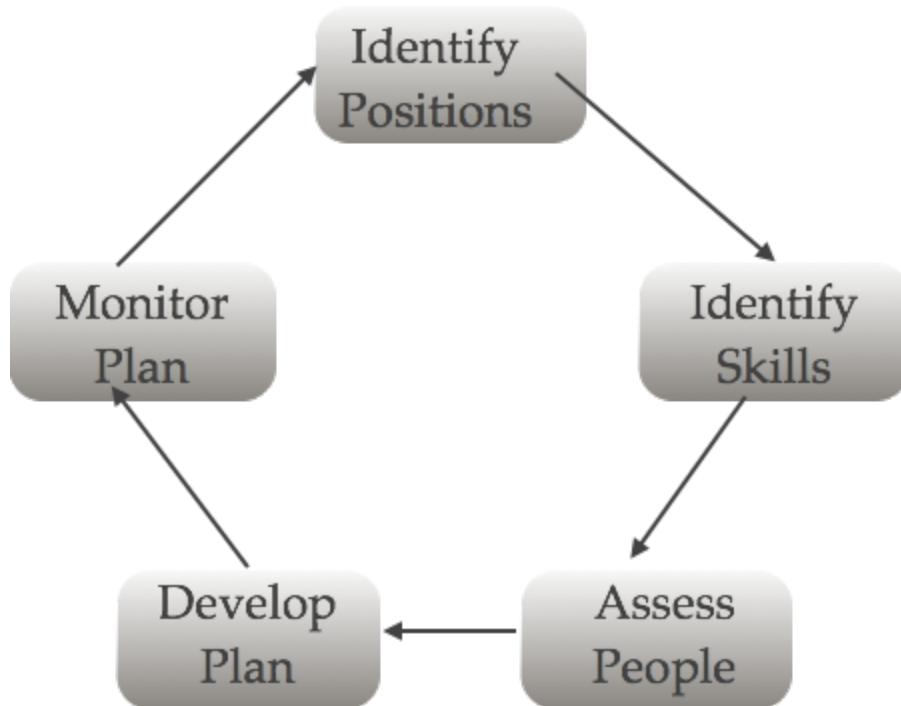 Identify
Positions
Identify
Skills
Assess
People
Develop
Plan
Monitor
Plan